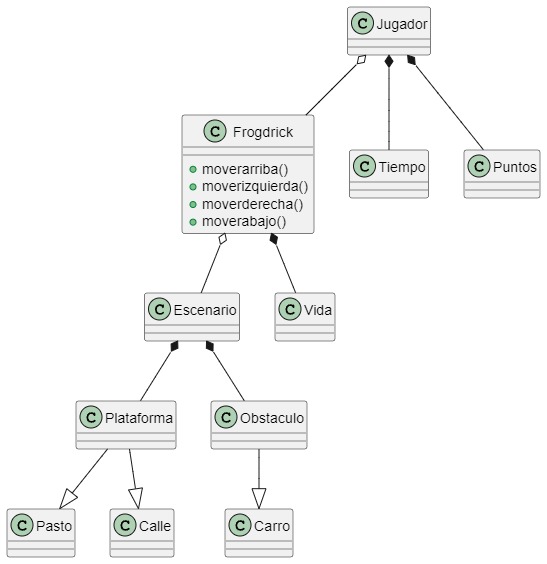 C Jugador
C Frogdrick
moverarriba()
moverizquierda()
moverderecha()
moverabajo()
C Tiempo
C Puntos
C Escenario
C Vida
C Plataforma
C Obstaculo
C Pasto
C Calle
C Carro